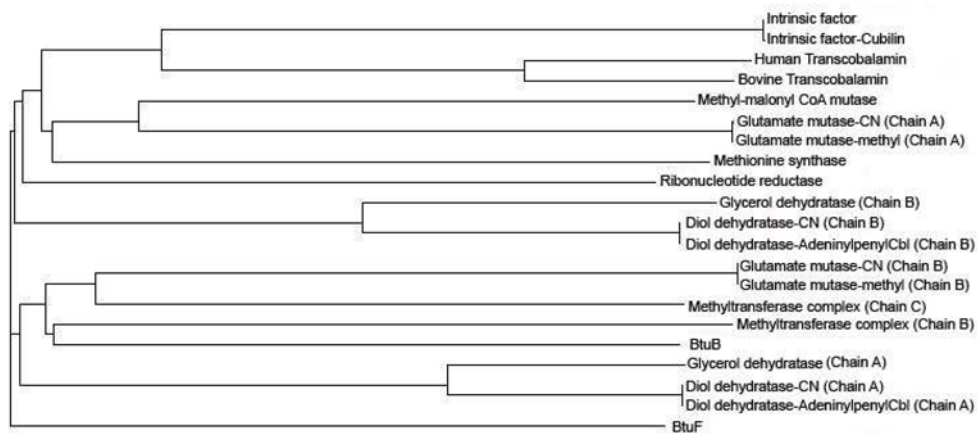 Intrinsic factor
Intrinsic factor-Cubilin
Human Transcobalamin
Bovine Transcobalamin
Methyl-malonyl CoA mutase
Glutamate mutase-CN (Chain A)
Glutamate mutase-methyl (Chain A)
Methionine synthase
Ribonucleotide reductase
Glycerol dehydratase (Chain B)
Diol dehydratase-CN (Chain B)
Diol dehydratase-AdeninylpenylCbl (Chain B)
Glutamate mutase-CN (Chain B)
Glutamate mutase-methyl (Chain B)
Methyltransferase complex (Chain C)
Methyltransferase complex (Chain B)
BtuB
Glycerol dehydratase (Chain A)
Diol dehydratase-CN (Chain A)
Diol dehydratase-AdeninylpenylCbl (Chain A)
BtuF